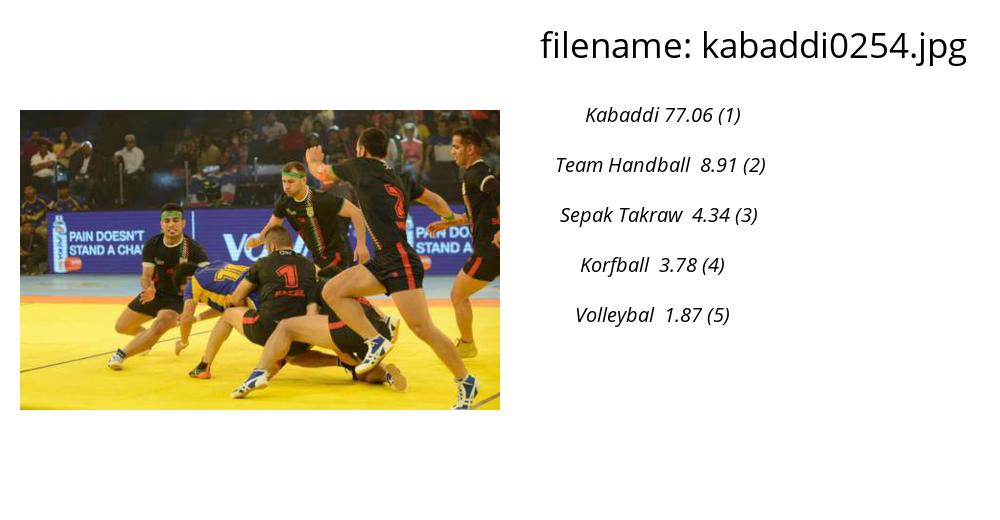 filename: kabaddi0254.jpg
Kabaddi 77.06 (1)
Team Handball 8.91 (2)
Sepak Takraw 4.34 (3)
Korfball 3.78 (4)
Volleybal 1.87 (5)
PAIN DOESN'T
STAND A CHA
VO
PAIN DO
STAND A
2
1